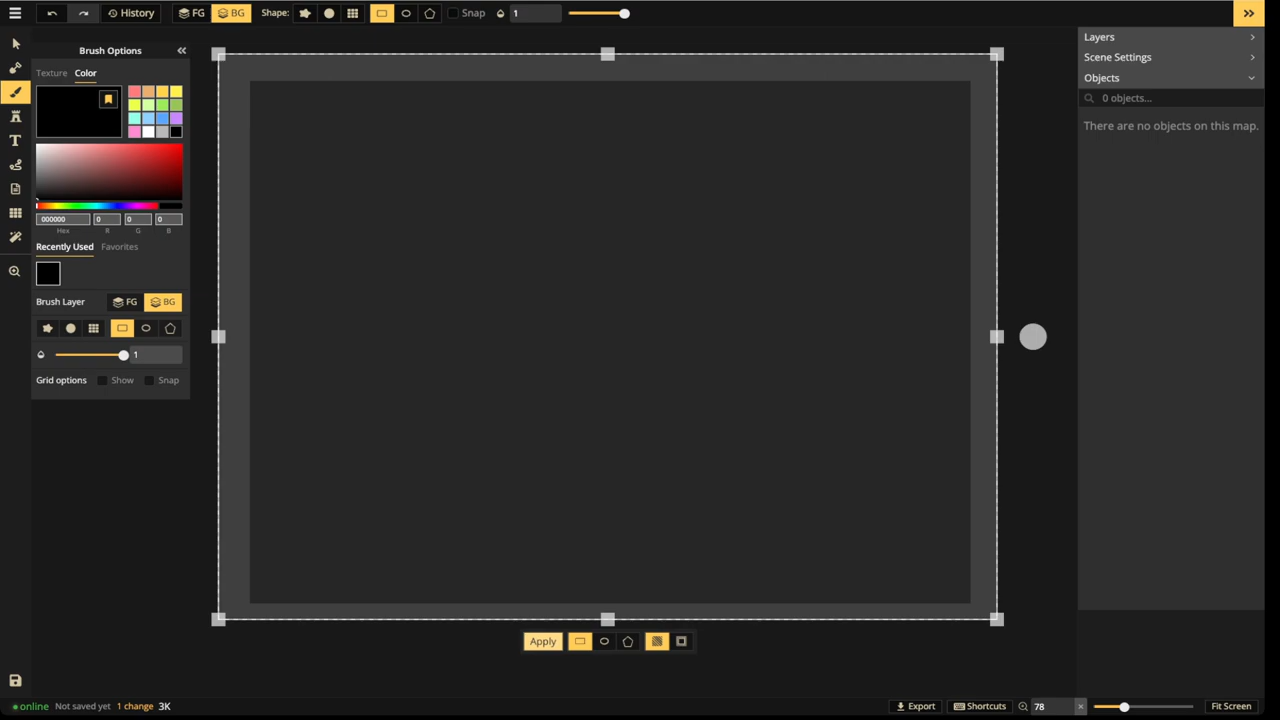 History FG BG Shape: Snap 1
Brush Options
Texture Color
000000 0 0 0
Hex R G B
Recently Used Favorites
Brush Layer FG BG
1
Grid options Show Snap
Layers
Scene Settings
Objects
0 objects...
There are no objects on this map.
Apply
online Not saved yet 1 change 3K Export Shortcuts 78 Fit Screen